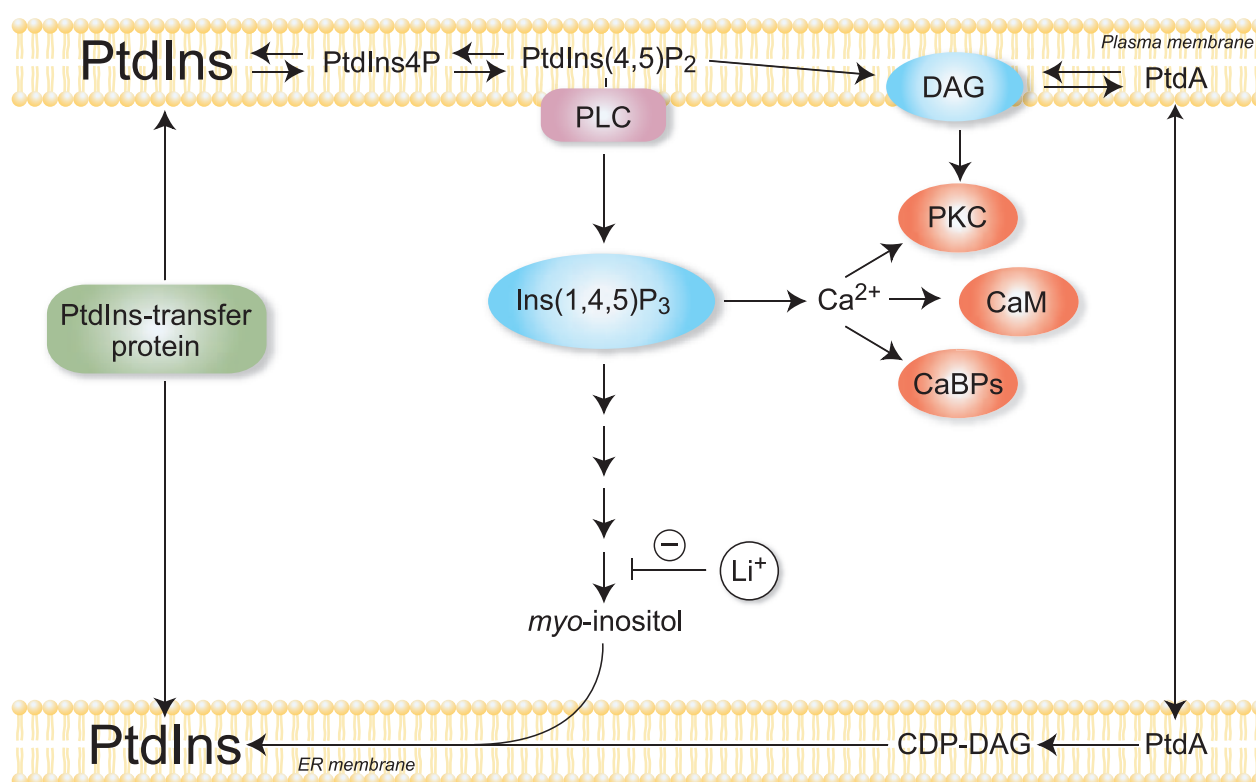 Plasma membrane
PtdIns
PtdIns4P
PtdIns(4,5)P2
DAG
PtdA
PLC
PKC
Ins(1,4,5)P3
Ca2+
CaM
CaBPs
PtdIns-transfer
protein
−
Li+
myo-inositol
PtdIns
ER membrane
CDP-DAG
PtdA